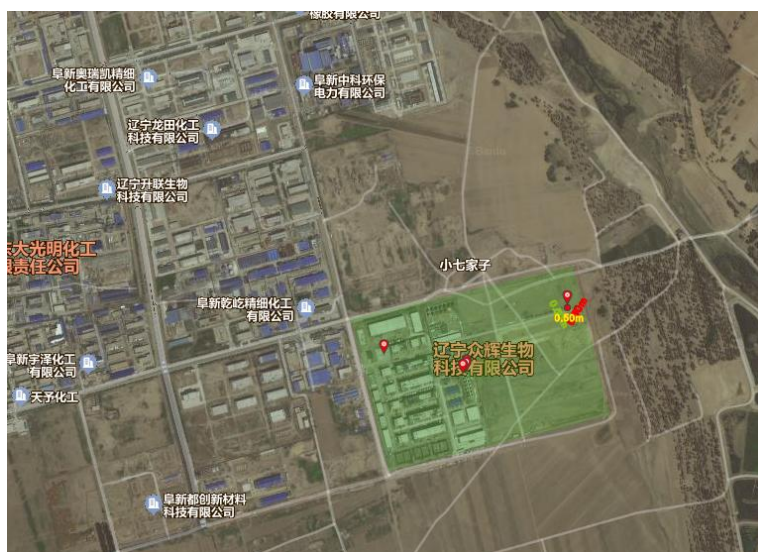 橡胶有限公司
阜新奥瑞凯精细
化工有限公司
阜新中科环保
电力有限公司
辽宁龙田化工
科技有限公司
辽宁升联生物
科技有限公司
大光明化工
责任公司
小七家子
阜新乾屹精细化工
有限公司
0.50m
辽宁众辉生物
科技有限公司
阜新宇泽化工
有限公司
天予化工
阜新都创新材料
科技有限公司